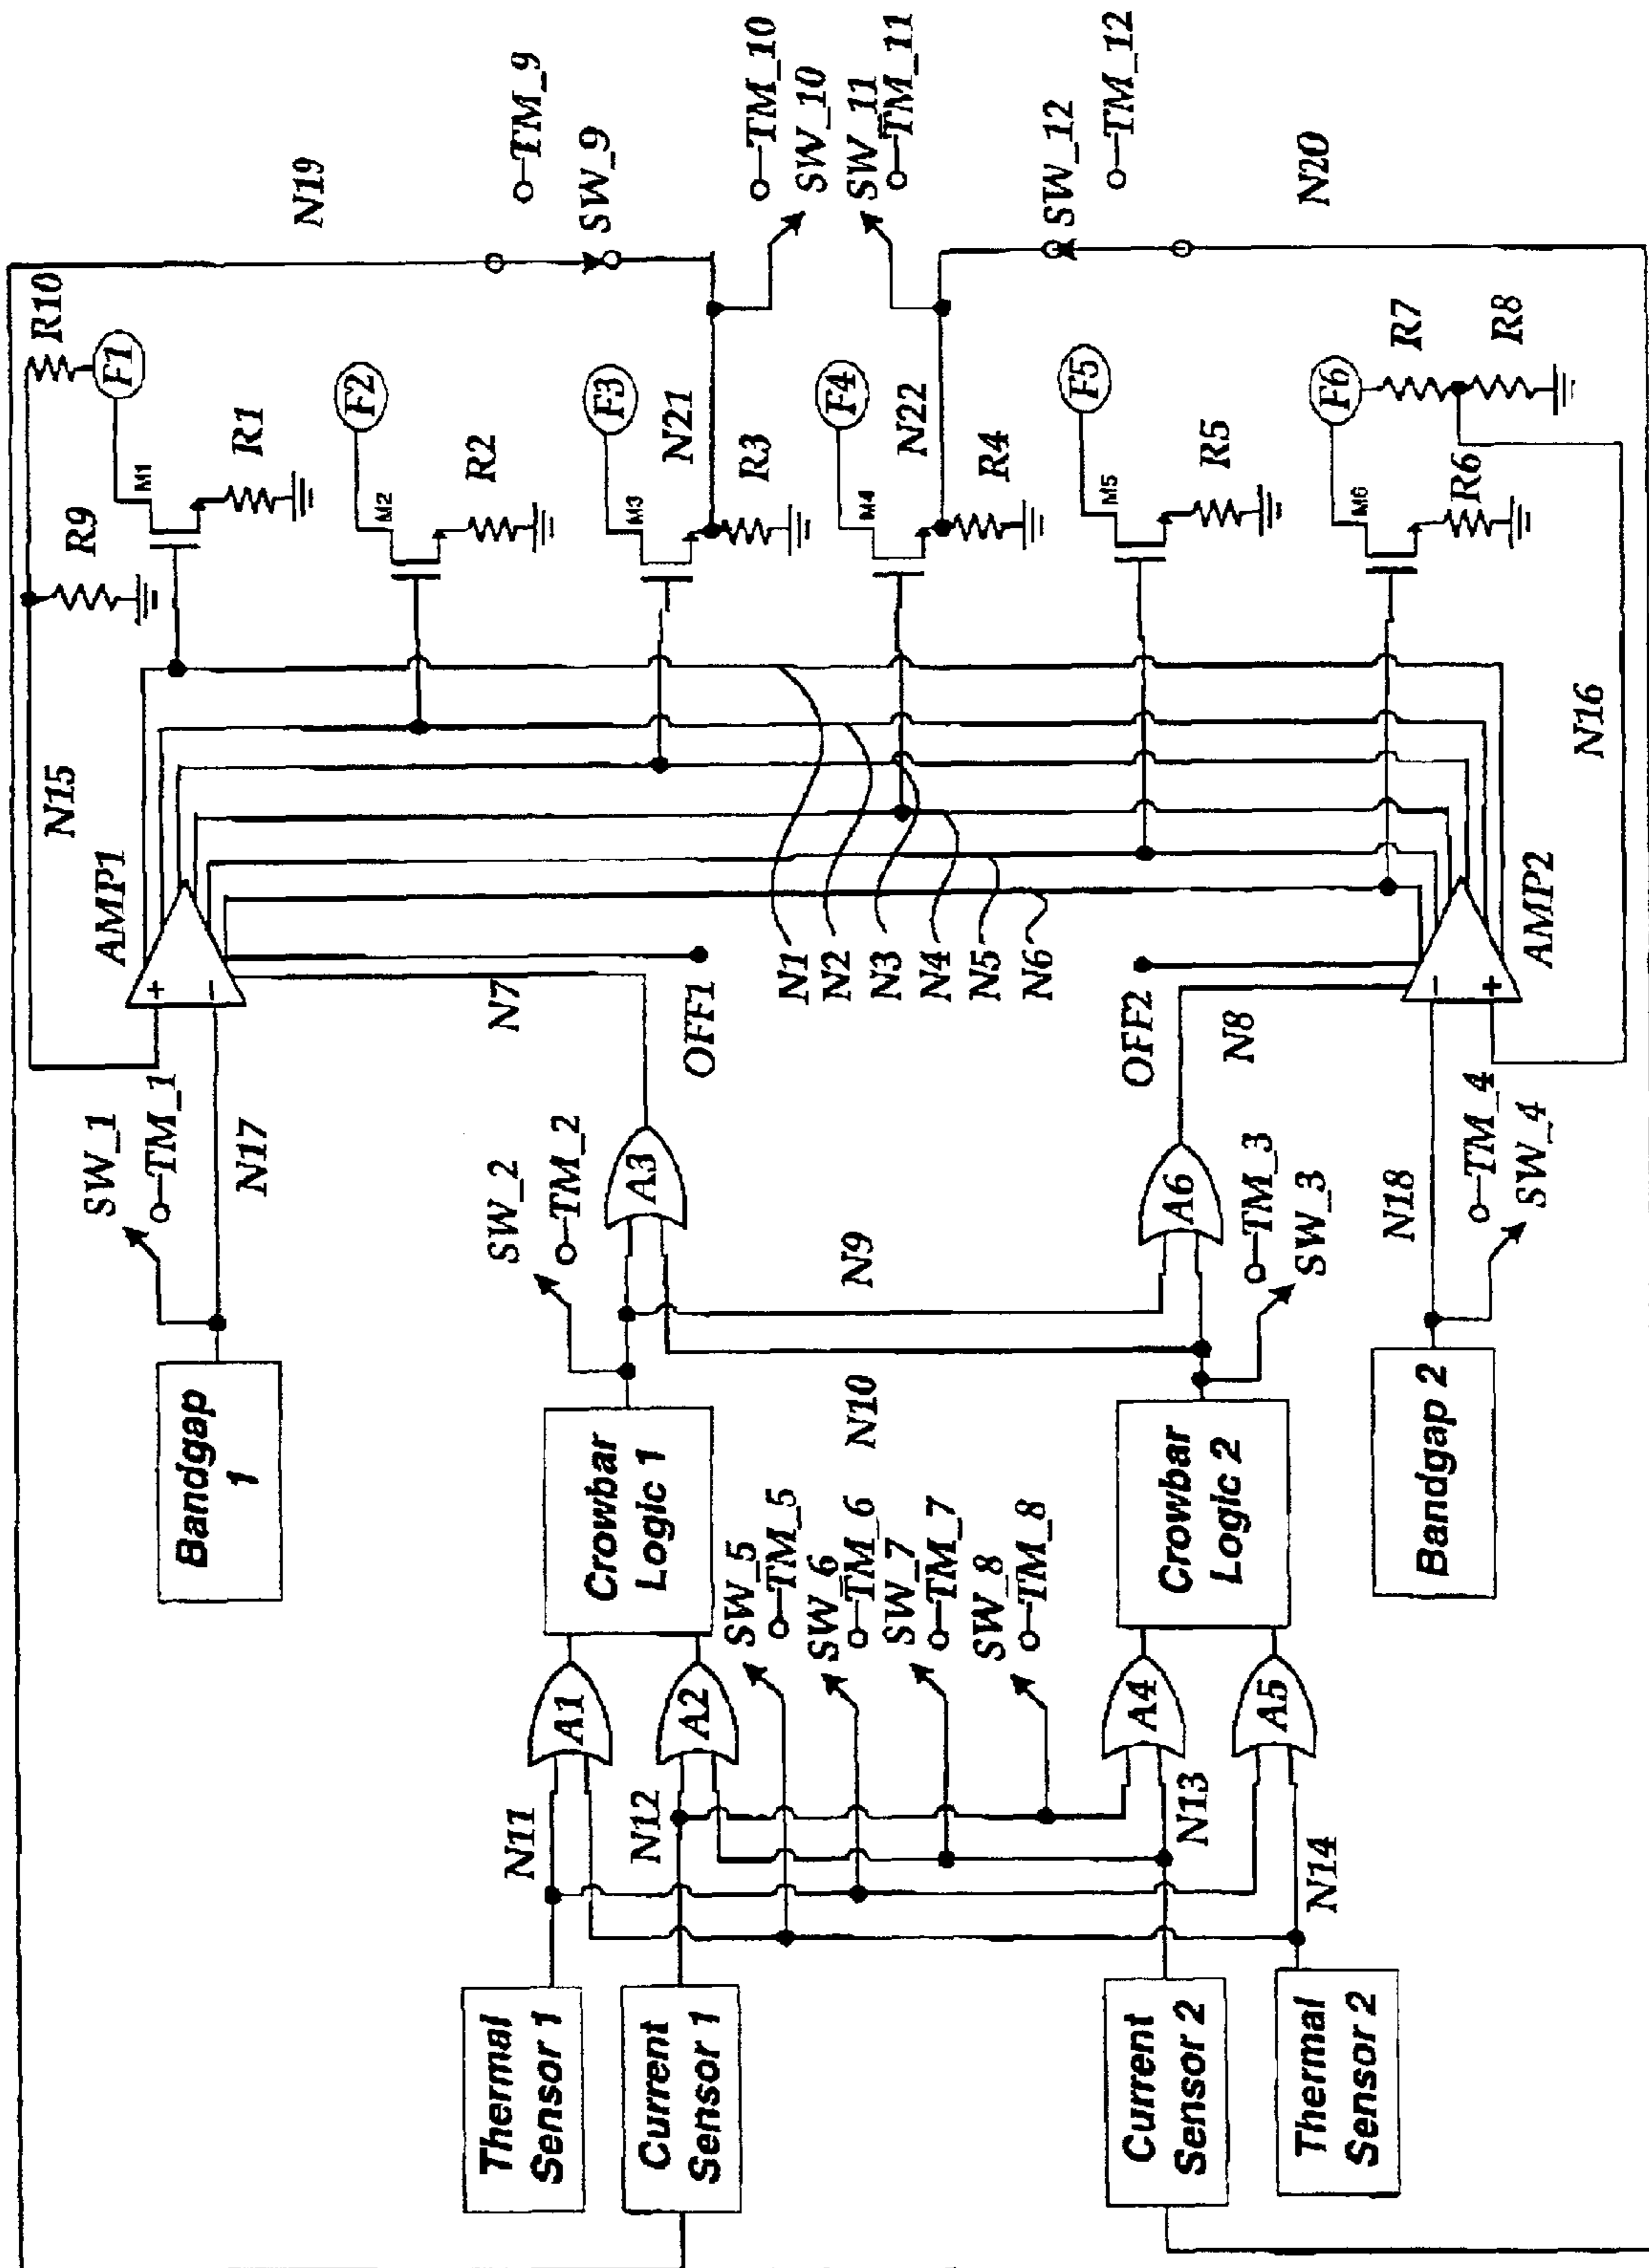 N19
TM_9
SW_9
TM_10
SW_10
SW_11
TM_11
SW_12
TM_12
N20
R10
F1
R9
M1
R1
F2
M2
R2
F3
M3
N21
R3
F4
M4
N22
R4
F5
M5
R5
F6
M6
R6
R7
R8
N15
N16
AMP1
+
−
AMP2
−
+
N7
OFF1
N1
N2
N3
N4
N5
N6
OFF2
N8
SW_1
TM_1
N17
SW_2
TM_2
A3
N9
A6
TM_3
SW_3
N18
TM_4
SW_4
Bandgap
1
Crowbar
Logic 1
N10
Crowbar
Logic 2
Bandgap 2
SW_5
TM_5
SW_6
TM_6
SW_7
TM_7
SW_8
TM_8
A1
A2
A4
A5
N11
N12
N13
N14
Thermal
Sensor 1
Current
Sensor 1
Current
Sensor 2
Thermal
Sensor 2